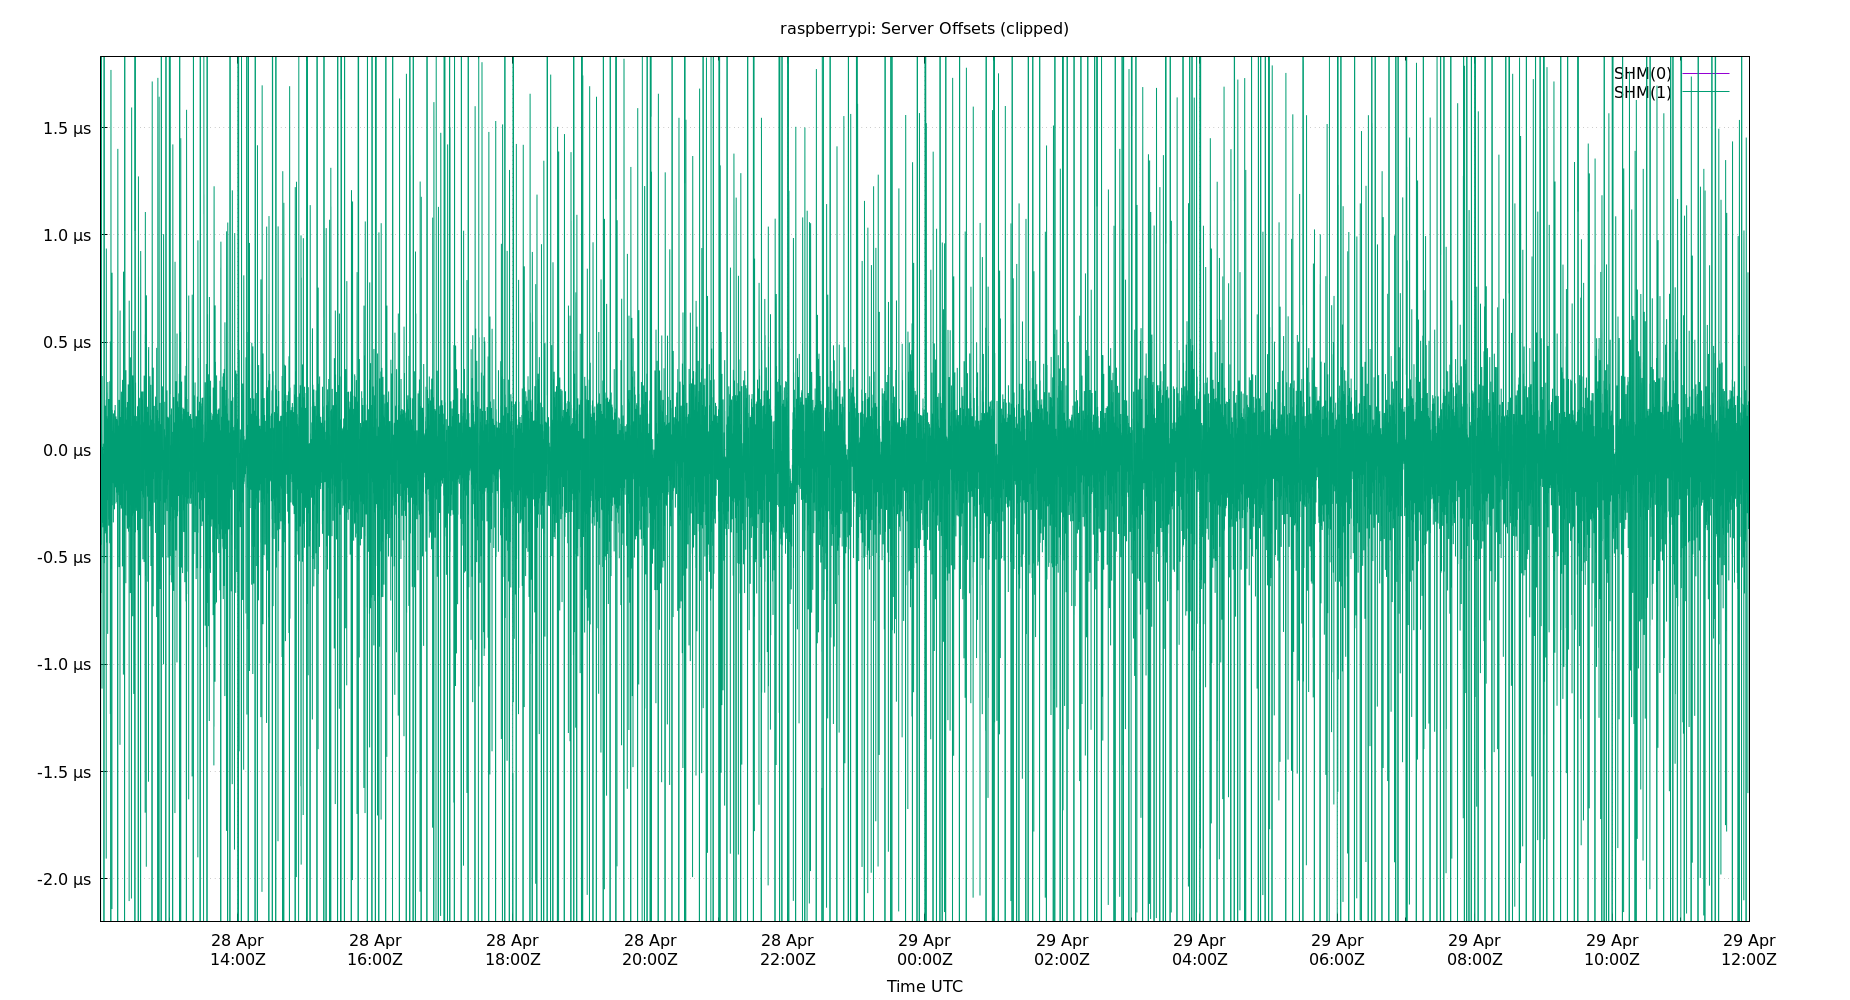 raspberrypi: Server Offsets (clipped)
SHM(0)
SHM(1)
1.5 µs
1.0 µs
0.5 µs
0.0 µs
-0.5 µs
-1.0 µs
-1.5 µs
-2.0 µs
28 Apr 28 Apr 28 Apr 28 Apr 28 Apr 29 Apr 29 Apr 29 Apr 29 Apr 29 Apr 29 Apr 29 Apr
14:00Z 16:00Z 18:00Z 20:00Z 22:00Z 00:00Z 02:00Z 04:00Z 06:00Z 08:00Z 10:00Z 12:00Z
Time UTC